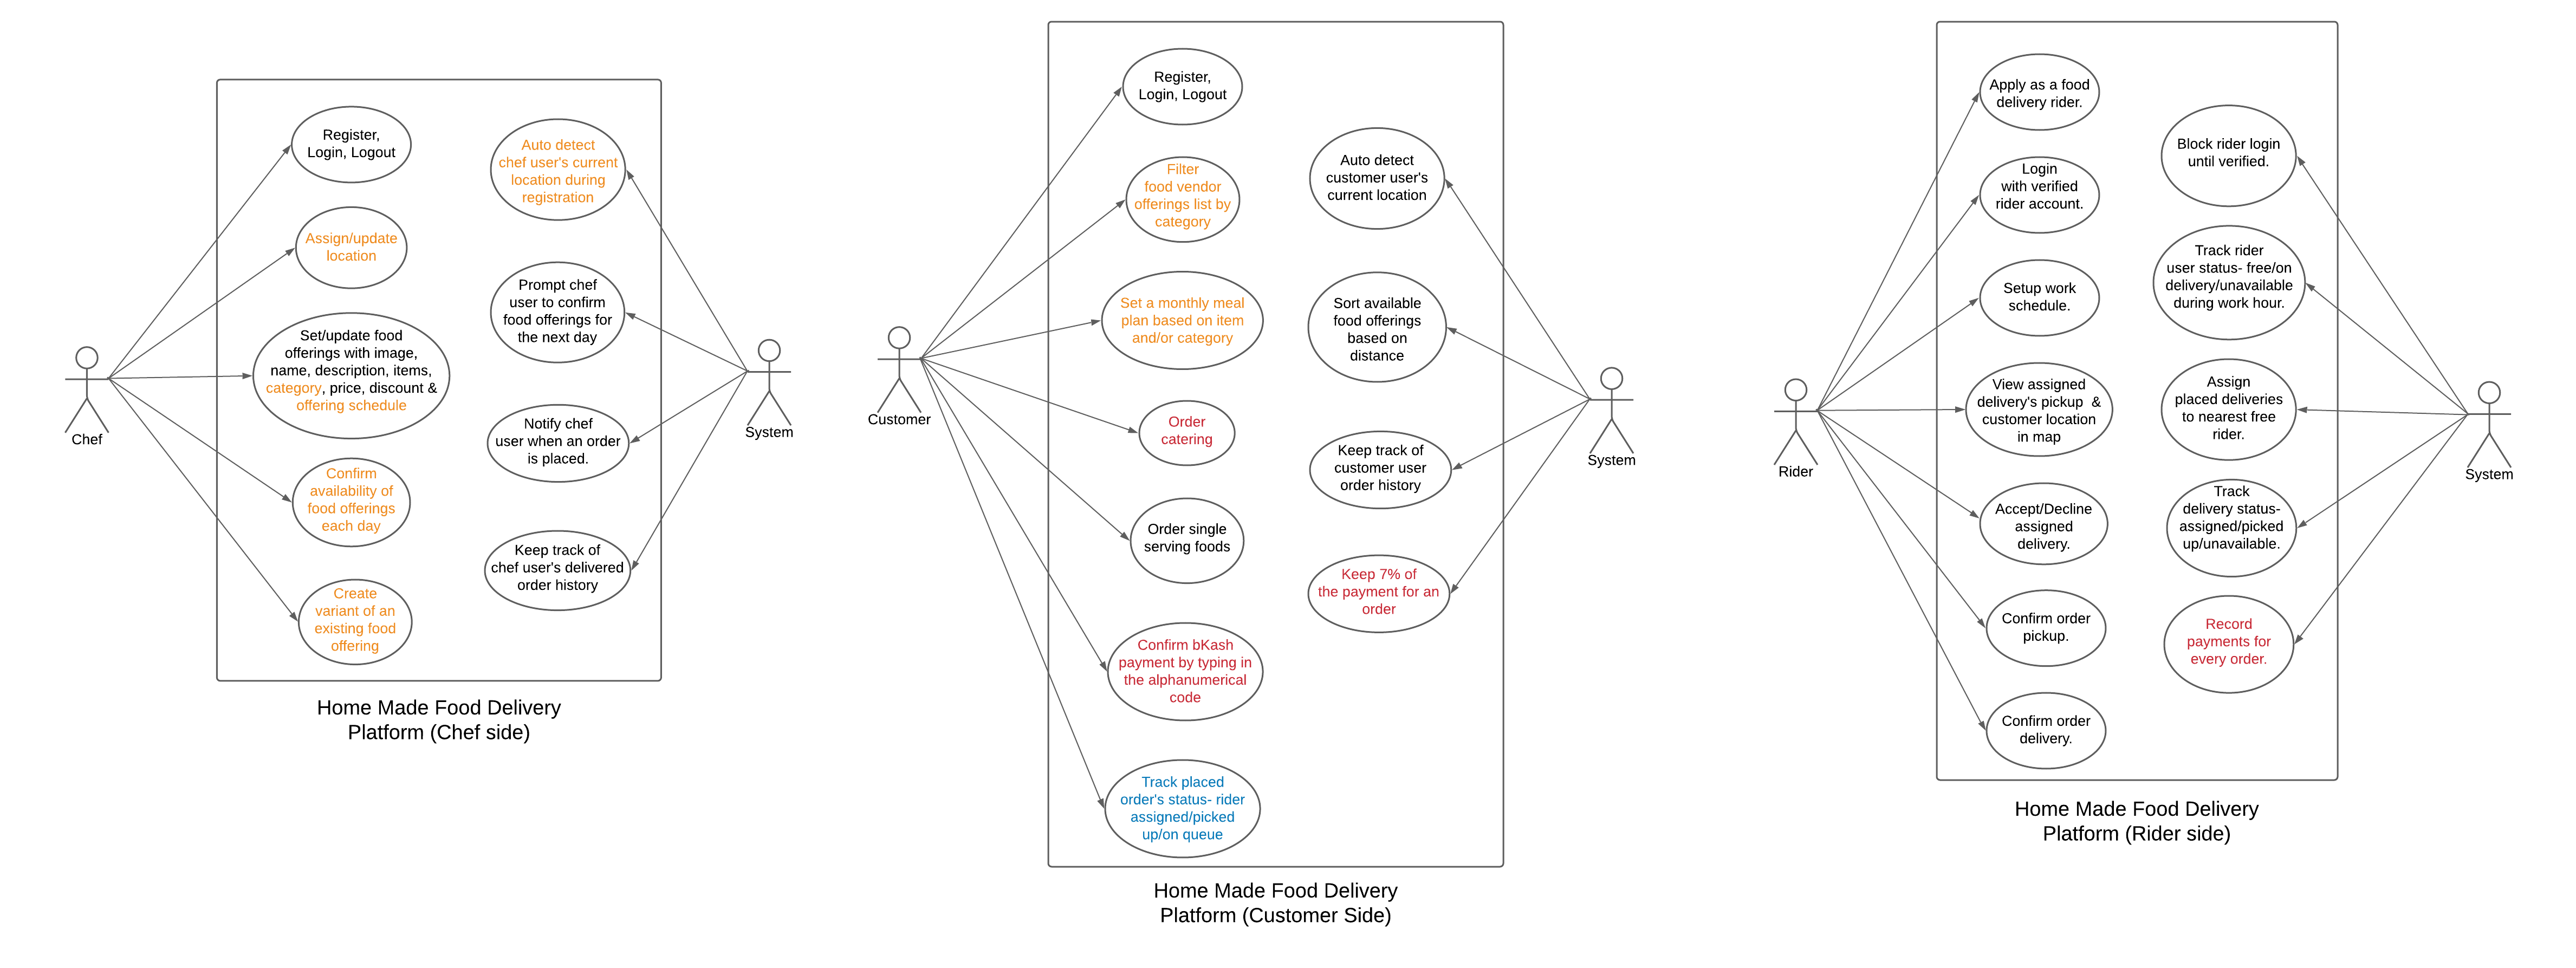 Register,
Login, Logout
Assign/update
location
Set/update food
offerings with image,
name, description, items,
category, price, discount &
offering schedule
Confirm
availability of
food offerings
each day
Create
variant of an
existing food
offering
Auto detect
chef user's current
location during
registration
Prompt chef
user to confirm
food offerings for
the next day
Notify chef
user when an order
is placed.
Keep track of
chef user's delivered
order history
Chef
System
Home Made Food Delivery
Platform (Chef side)
Register,
Login, Logout
Filter
food vendor
offerings list by
category
Set a monthly meal
plan based on item
and/or category
Order
catering
Order single
serving foods
Confirm bKash
payment by typing in
the alphanumerical
code
Track placed
order's status- rider
assigned/picked
up/on queue
Auto detect
customer user's
current location
Sort available
food offerings
based on
distance
Keep track of
customer user
order history
Keep 7% of
the payment for an
order
Customer
System
Home Made Food Delivery
Platform (Customer Side)
Apply as a food
delivery rider.
Login
with verified
rider account.
Setup work
schedule.
View assigned
delivery's pickup  &
customer location
in map
Accept/Decline
assigned
delivery.
Confirm order
pickup.
Confirm order
delivery.
Block rider login
until verified.
Track rider
user status- free/on
delivery/unavailable
during work hour.
Assign
placed deliveries
to nearest free
rider.
Track
delivery status-
assigned/picked
up/unavailable.
Record
payments for
every order.
Rider
System
Home Made Food Delivery
Platform (Rider side)